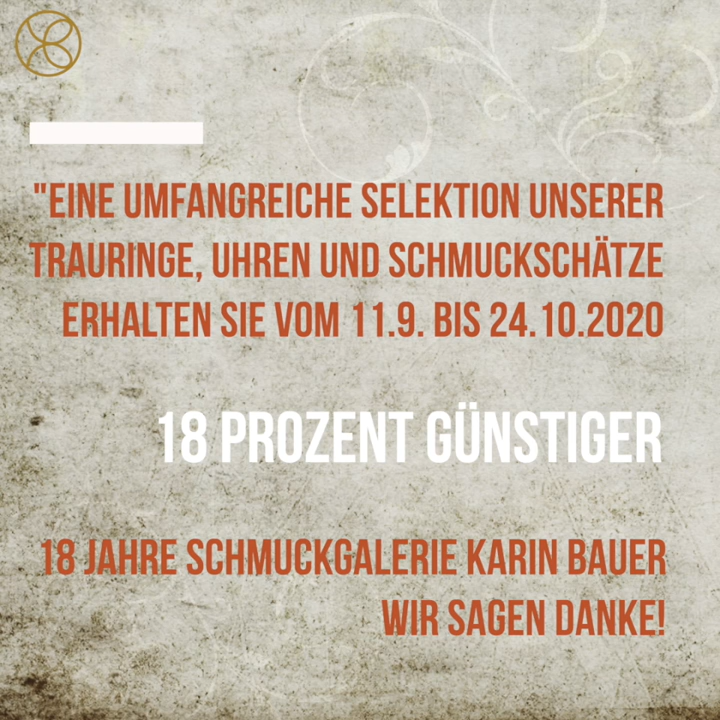 "EINE UMFANGREICHE SELEKTION UNSERER
TRAURINGE, UHREN UND SCHMUCKSCHÄTZE
ERHALTEN SIE VOM 11.9. BIS 24.10.2020
18 PROZENT GÜNSTIGER
18 JAHRE SCHMUCKGALERIE KARIN BAUER
WIR SAGEN DANKE!